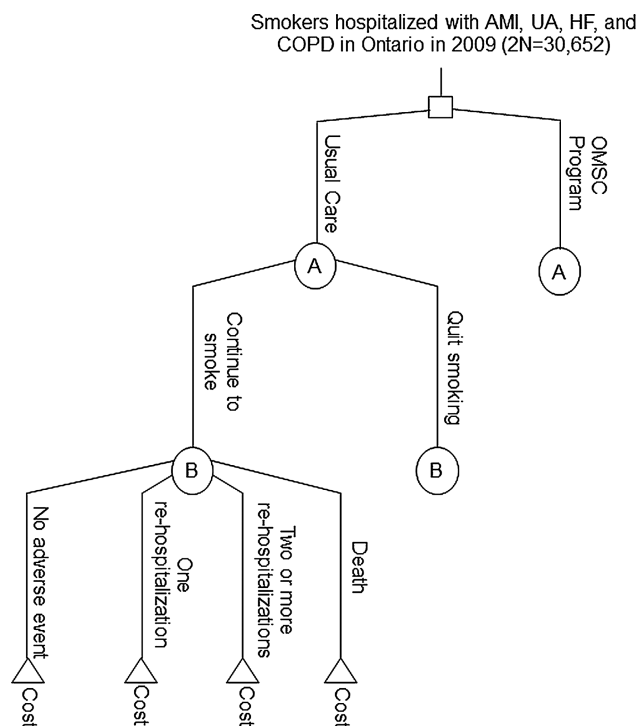 Smokers hospitalized with AMI, UA, HF, and
COPD in Ontario in 2009 (2N=30,652)
Usual Care
OMSC
Program
A
A
Continue to
smoke
Quit smoking
B
B
No adverse event
One
re-hospitalization
Two or more
re-hospitalizations
Death
Cost
Cost
Cost
Cost